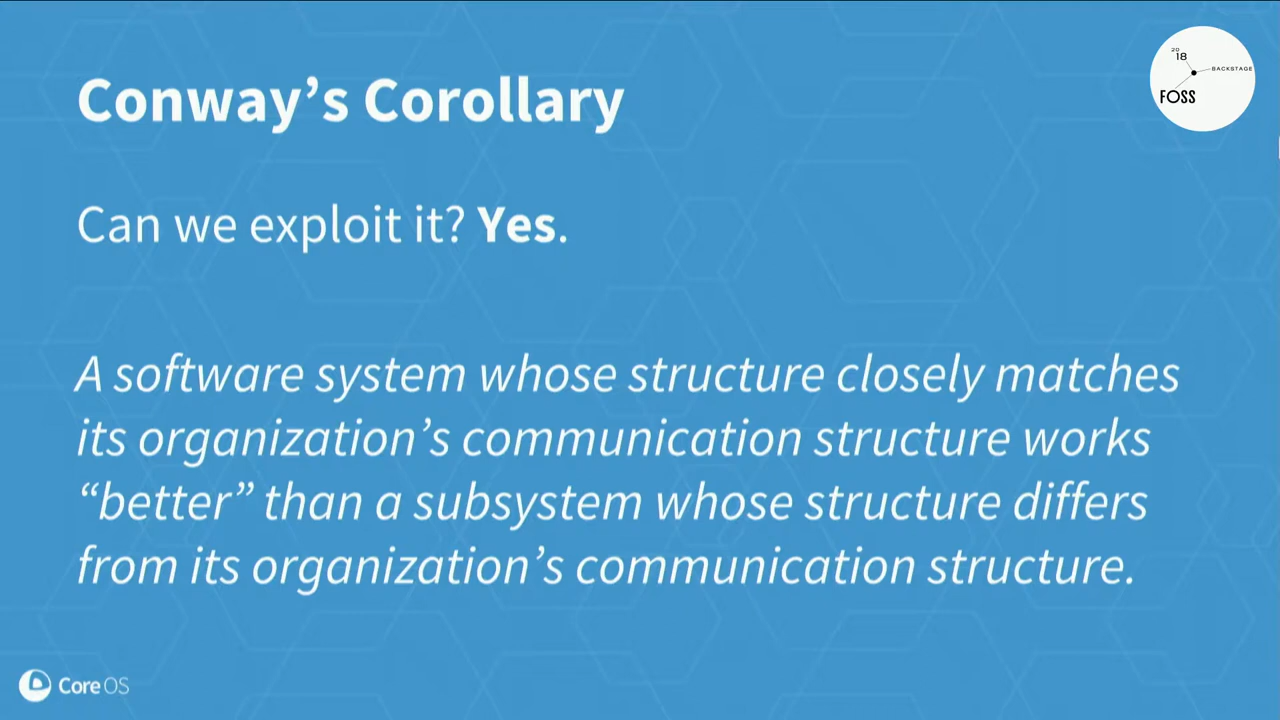 Conway’s Corollary
20
18
BACKSTAGE
FOSS
Can we exploit it? Yes.
A software system whose structure closely matches
its organization’s communication structure works
“better” than a subsystem whose structure differs
from its organization’s communication structure.
CoreOS